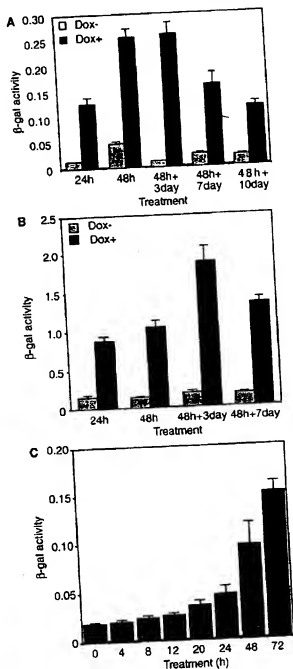 A
Dox-
Dox+
β-gal activity
0.30
0.25
0.20
0.15
0.10
0.05
0
24h
48h
48h+
3day
48h+
7day
48h+
10day
Treatment
B
Dox-
Dox+
β-gal activity
2.5
2.0
1.5
1.0
0.5
0
24h
48h
48h+3day
48h+7day
Treatment
C
β-gal activity
0.20
0.15
0.10
0.05
0
0 4 8 12 20 24 48 72
Treatment (h)